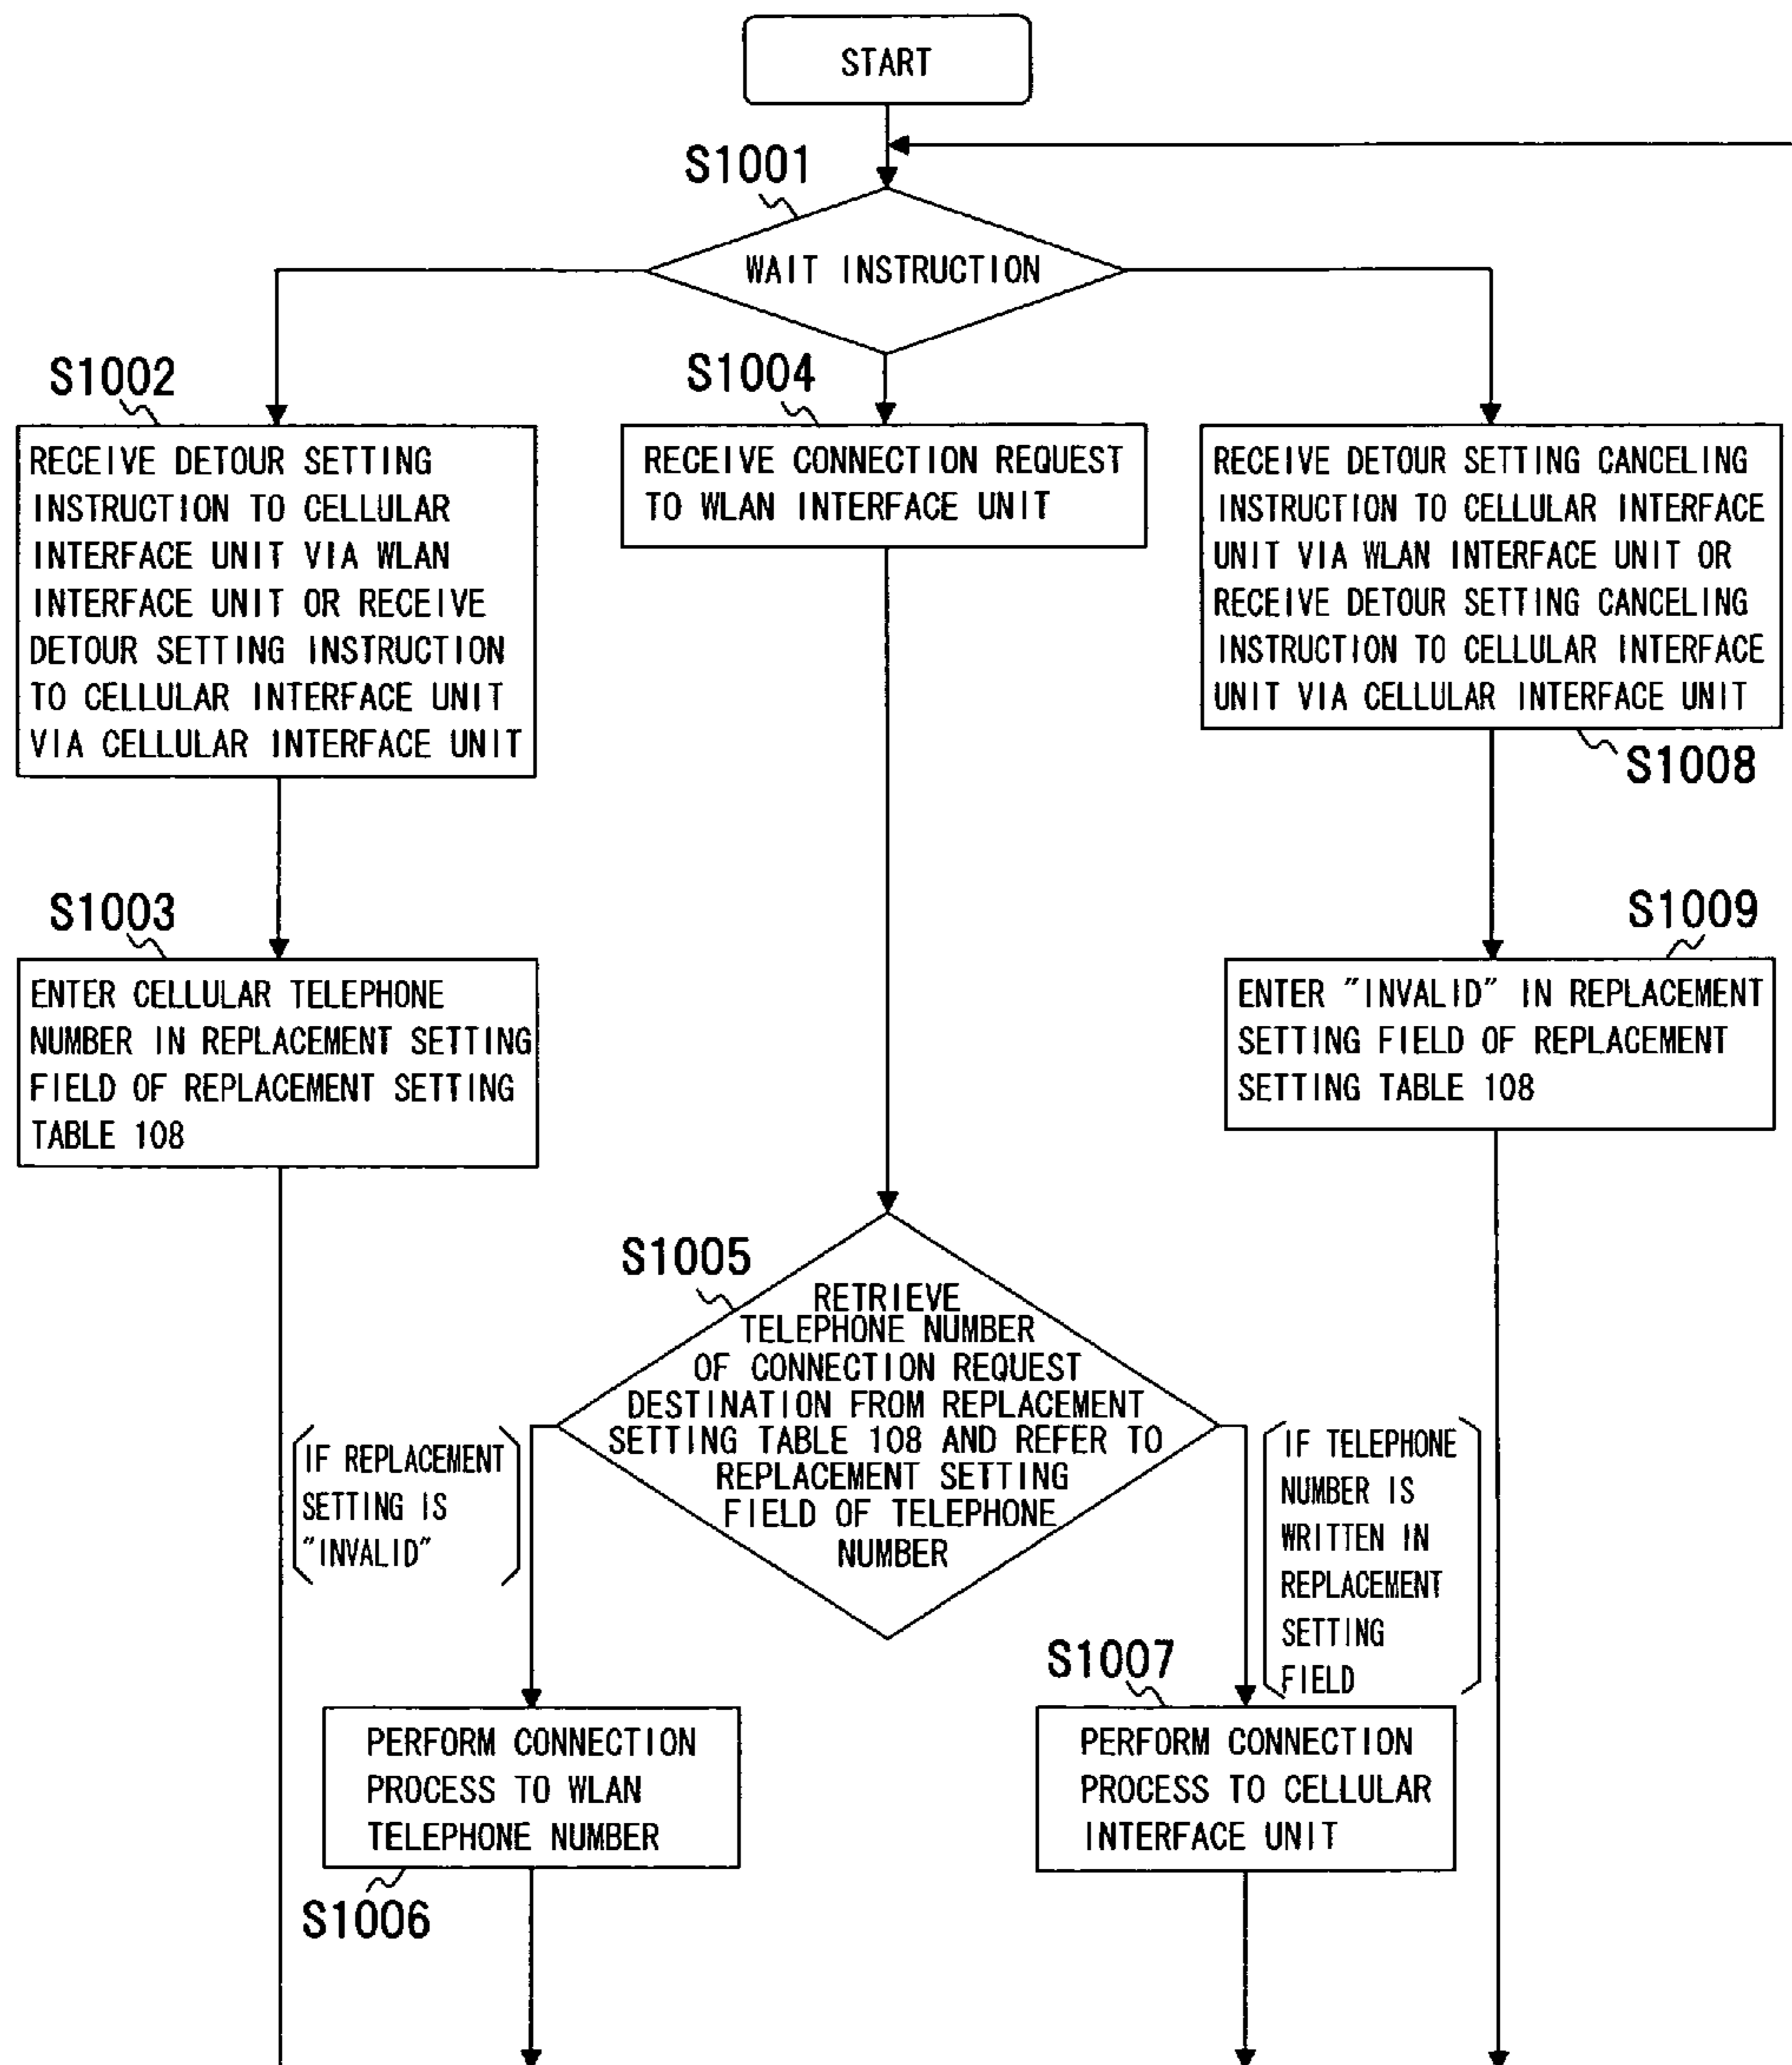 START
S1001
WAIT INSTRUCTION
S1002
RECEIVE DETOUR SETTING
INSTRUCTION TO CELLULAR
INTERFACE UNIT VIA WLAN
INTERFACE UNIT OR RECEIVE
DETOUR SETTING INSTRUCTION
TO CELLULAR INTERFACE UNIT
VIA CELLULAR INTERFACE UNIT
S1004
RECEIVE CONNECTION REQUEST
TO WLAN INTERFACE UNIT
RECEIVE DETOUR SETTING CANCELING
INSTRUCTION TO CELLULAR INTERFACE
UNIT VIA WLAN INTERFACE UNIT OR
RECEIVE DETOUR SETTING CANCELING
INSTRUCTION TO CELLULAR INTERFACE
UNIT VIA CELLULAR INTERFACE UNIT
S1008
S1003
ENTER CELLULAR TELEPHONE
NUMBER IN REPLACEMENT SETTING
FIELD OF REPLACEMENT SETTING
TABLE 108
S1009
ENTER "INVALID" IN REPLACEMENT
SETTING FIELD OF REPLACEMENT
SETTING TABLE 108
S1005
RETRIEVE
TELEPHONE NUMBER
OF CONNECTION REQUEST
DESTINATION FROM REPLACEMENT
SETTING TABLE 108 AND REFER TO
REPLACEMENT SETTING
FIELD OF TELEPHONE
NUMBER
IF REPLACEMENT
SETTING IS
"INVALID"
IF TELEPHONE
NUMBER IS
WRITTEN IN
REPLACEMENT
SETTING
FIELD
PERFORM CONNECTION
PROCESS TO WLAN
TELEPHONE NUMBER
S1006
S1007
PERFORM CONNECTION
PROCESS TO CELLULAR
INTERFACE UNIT